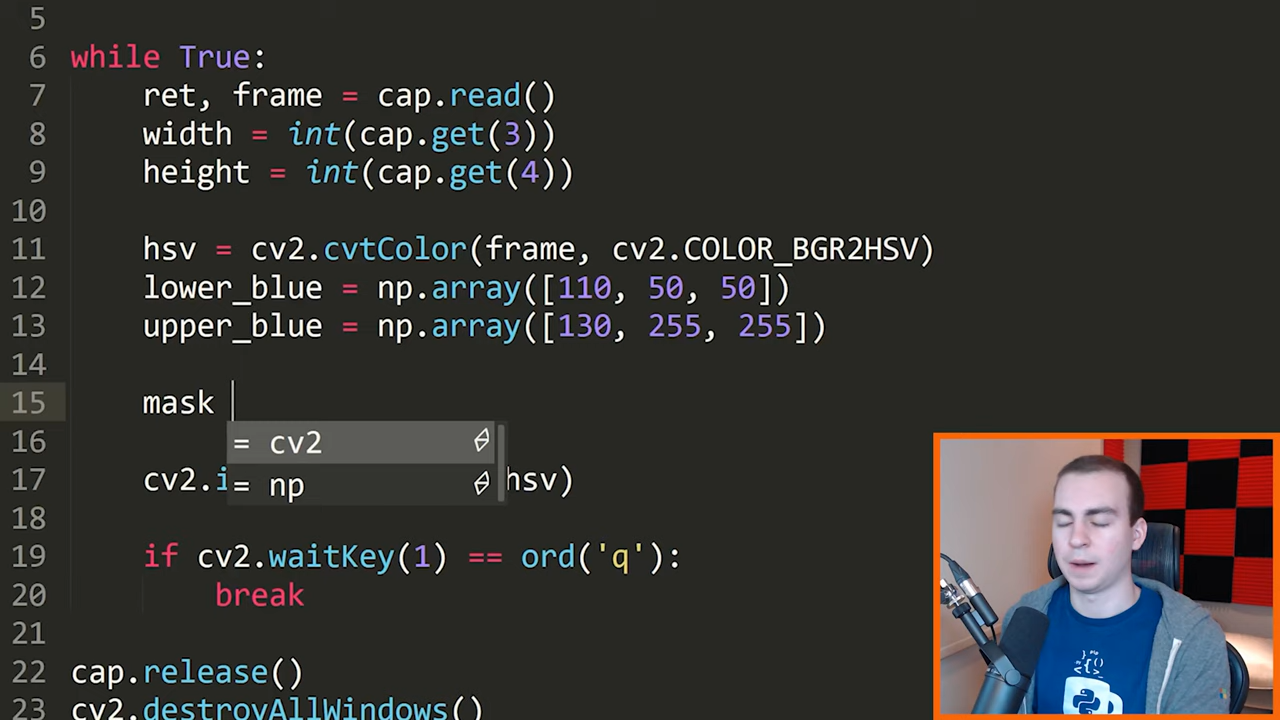 5
6 while True:
7 ret, frame = cap.read()
8 width = int(cap.get(3))
9 height = int(cap.get(4))
10
11 hsv = cv2.cvtColor(frame, cv2.COLOR_BGR2HSV)
12 lower_blue = np.array([110, 50, 50])
13 upper_blue = np.array([130, 255, 255])
14
15 mask
= cv2
16
17 cv2.i hsv)
= np
18
19 if cv2.waitKey(1) == ord('q'):
20 break
21
22 cap.release()
23 cv2.destroyAllWindows()